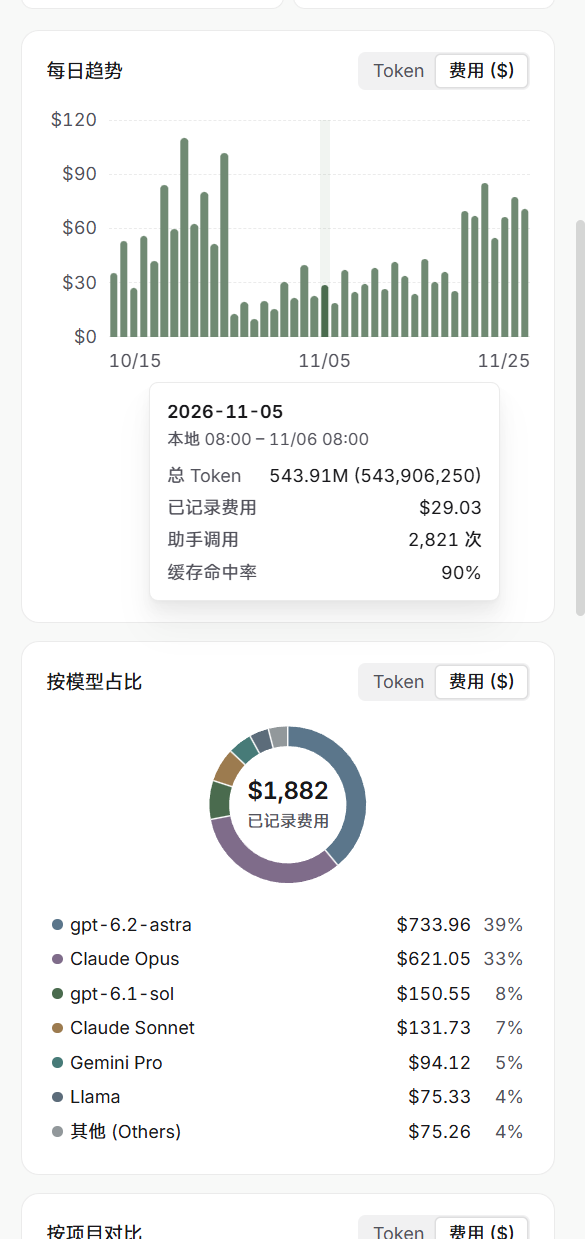 每日趋势 Token 费用 ($)
$120
$90
$60
$30
$0
10/15 11/05 11/25
2026-11-05
本地 08:00 – 11/06 08:00
总 Token 543.91M (543,906,250)
已记录费用 $29.03
助手调用 2,821 次
缓存命中率 90%
按模型占比 Token 费用 ($)
$1,882
已记录费用
gpt-6.2-astra $733.96 39%
Claude Opus $621.05 33%
gpt-6.1-sol $150.55 8%
Claude Sonnet $131.73 7%
Gemini Pro $94.12 5%
Llama $75.33 4%
其他 (Others) $75.26 4%
按项目对比 Token 费用 ($)